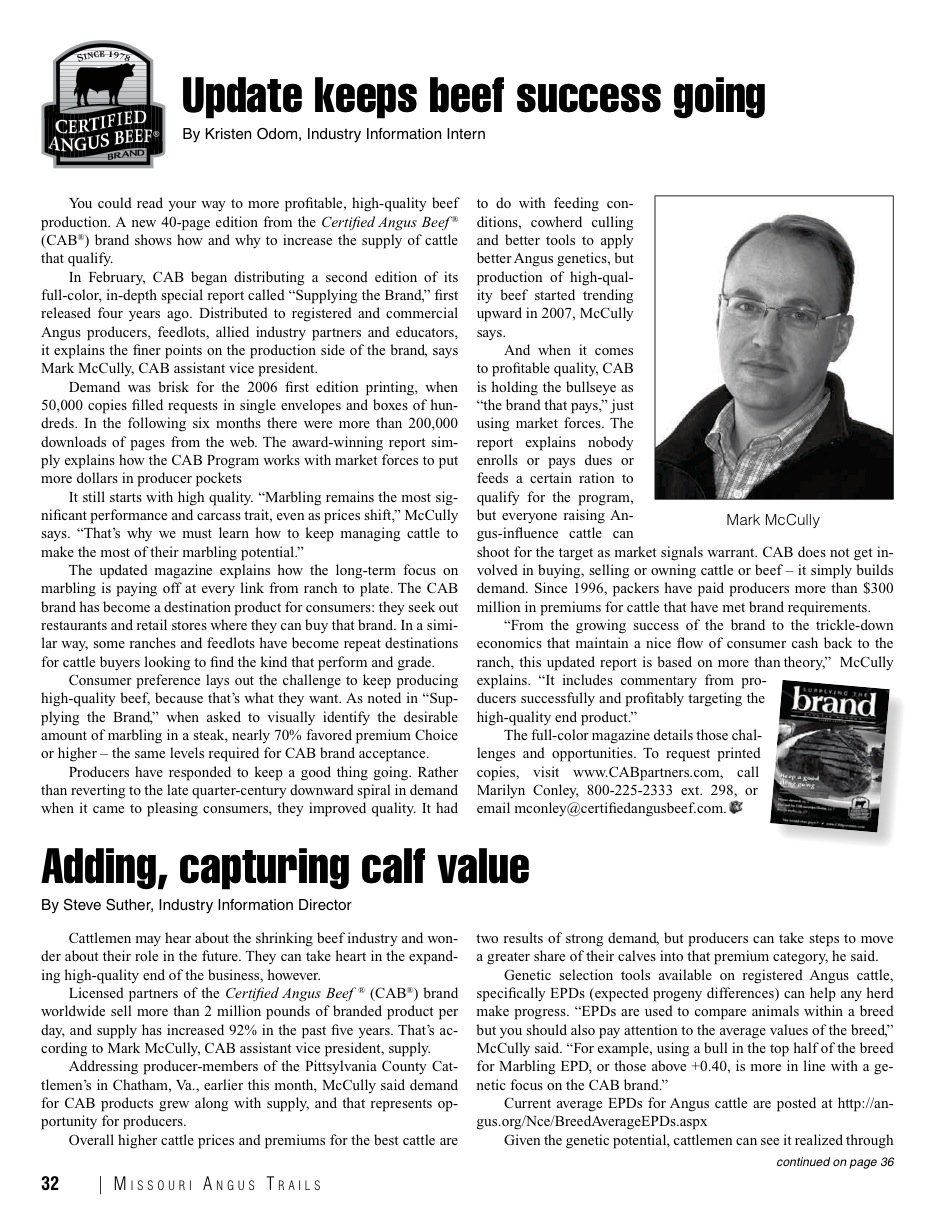 SINCE 1978
CERTIFIED
ANGUS BEEF®
BRAND
Update keeps beef success going
By Kristen Odom, Industry Information Intern
You could read your way to more profitable, high-quality beef
production. A new 40-page edition from the Certified Angus Beef®
(CAB®) brand shows how and why to increase the supply of cattle
that qualify.
In February, CAB began distributing a second edition of its
full-color, in-depth special report called “Supplying the Brand,” first
released four years ago. Distributed to registered and commercial
Angus producers, feedlots, allied industry partners and educators,
it explains the finer points on the production side of the brand, says
Mark McCully, CAB assistant vice president.
Demand was brisk for the 2006 first edition printing, when
50,000 copies filled requests in single envelopes and boxes of hun-
dreds. In the following six months there were more than 200,000
downloads of pages from the web. The award-winning report sim-
ply explains how the CAB Program works with market forces to put
more dollars in producer pockets
It still starts with high quality. “Marbling remains the most sig-
nificant performance and carcass trait, even as prices shift,” McCully
says. “That’s why we must learn how to keep managing cattle to
make the most of their marbling potential.”
The updated magazine explains how the long-term focus on
marbling is paying off at every link from ranch to plate. The CAB
brand has become a destination product for consumers: they seek out
restaurants and retail stores where they can buy that brand. In a simi-
lar way, some ranches and feedlots have become repeat destinations
for cattle buyers looking to find the kind that perform and grade.
Consumer preference lays out the challenge to keep producing
high-quality beef, because that’s what they want. As noted in “Sup-
plying the Brand,” when asked to visually identify the desirable
amount of marbling in a steak, nearly 70% favored premium Choice
or higher – the same levels required for CAB brand acceptance.
Producers have responded to keep a good thing going. Rather
than reverting to the late quarter-century downward spiral in demand
when it came to pleasing consumers, they improved quality. It had
to do with feeding con-
ditions, cowherd culling
and better tools to apply
better Angus genetics, but
production of high-qual-
ity beef started trending
upward in 2007, McCully
says.
And when it comes
to profitable quality, CAB
is holding the bullseye as
“the brand that pays,” just
using market forces. The
report explains nobody
enrolls or pays dues or
feeds a certain ration to
qualify for the program,
but everyone raising An-
gus-influence cattle can
shoot for the target as market signals warrant. CAB does not get in-
volved in buying, selling or owning cattle or beef – it simply builds
demand. Since 1996, packers have paid producers more than $300
million in premiums for cattle that have met brand requirements.
“From the growing success of the brand to the trickle-down
economics that maintain a nice flow of consumer cash back to the
ranch, this updated report is based on more than theory,” McCully
explains. “It includes commentary from pro-
ducers successfully and profitably targeting the
high-quality end product.”
The full-color magazine details those chal-
lenges and opportunities. To request printed
copies, visit www.CABpartners.com, call
Marilyn Conley, 800-225-2333 ext. 298, or
email mconley@certifiedangusbeef.com.
Mark McCully
SUPPLYING THE
brand
Keep a good
thing going
Adding, capturing calf value
By Steve Suther, Industry Information Director
Cattlemen may hear about the shrinking beef industry and won-
der about their role in the future. They can take heart in the expand-
ing high-quality end of the business, however.
Licensed partners of the Certified Angus Beef ® (CAB®) brand
worldwide sell more than 2 million pounds of branded product per
day, and supply has increased 92% in the past five years. That’s ac-
cording to Mark McCully, CAB assistant vice president, supply.
Addressing producer-members of the Pittsylvania County Cat-
tlemen’s in Chatham, Va., earlier this month, McCully said demand
for CAB products grew along with supply, and that represents op-
portunity for producers.
Overall higher cattle prices and premiums for the best cattle are
two results of strong demand, but producers can take steps to move
a greater share of their calves into that premium category, he said.
Genetic selection tools available on registered Angus cattle,
specifically EPDs (expected progeny differences) can help any herd
make progress. “EPDs are used to compare animals within a breed
but you should also pay attention to the average values of the breed,”
McCully said. “For example, using a bull in the top half of the breed
for Marbling EPD, or those above +0.40, is more in line with a ge-
netic focus on the CAB brand.”
Current average EPDs for Angus cattle are posted at http://an-
gus.org/Nce/BreedAverageEPDs.aspx
Given the genetic potential, cattlemen can see it realized through
continued on page 36
32 | MISSOURI ANGUS TRAILS